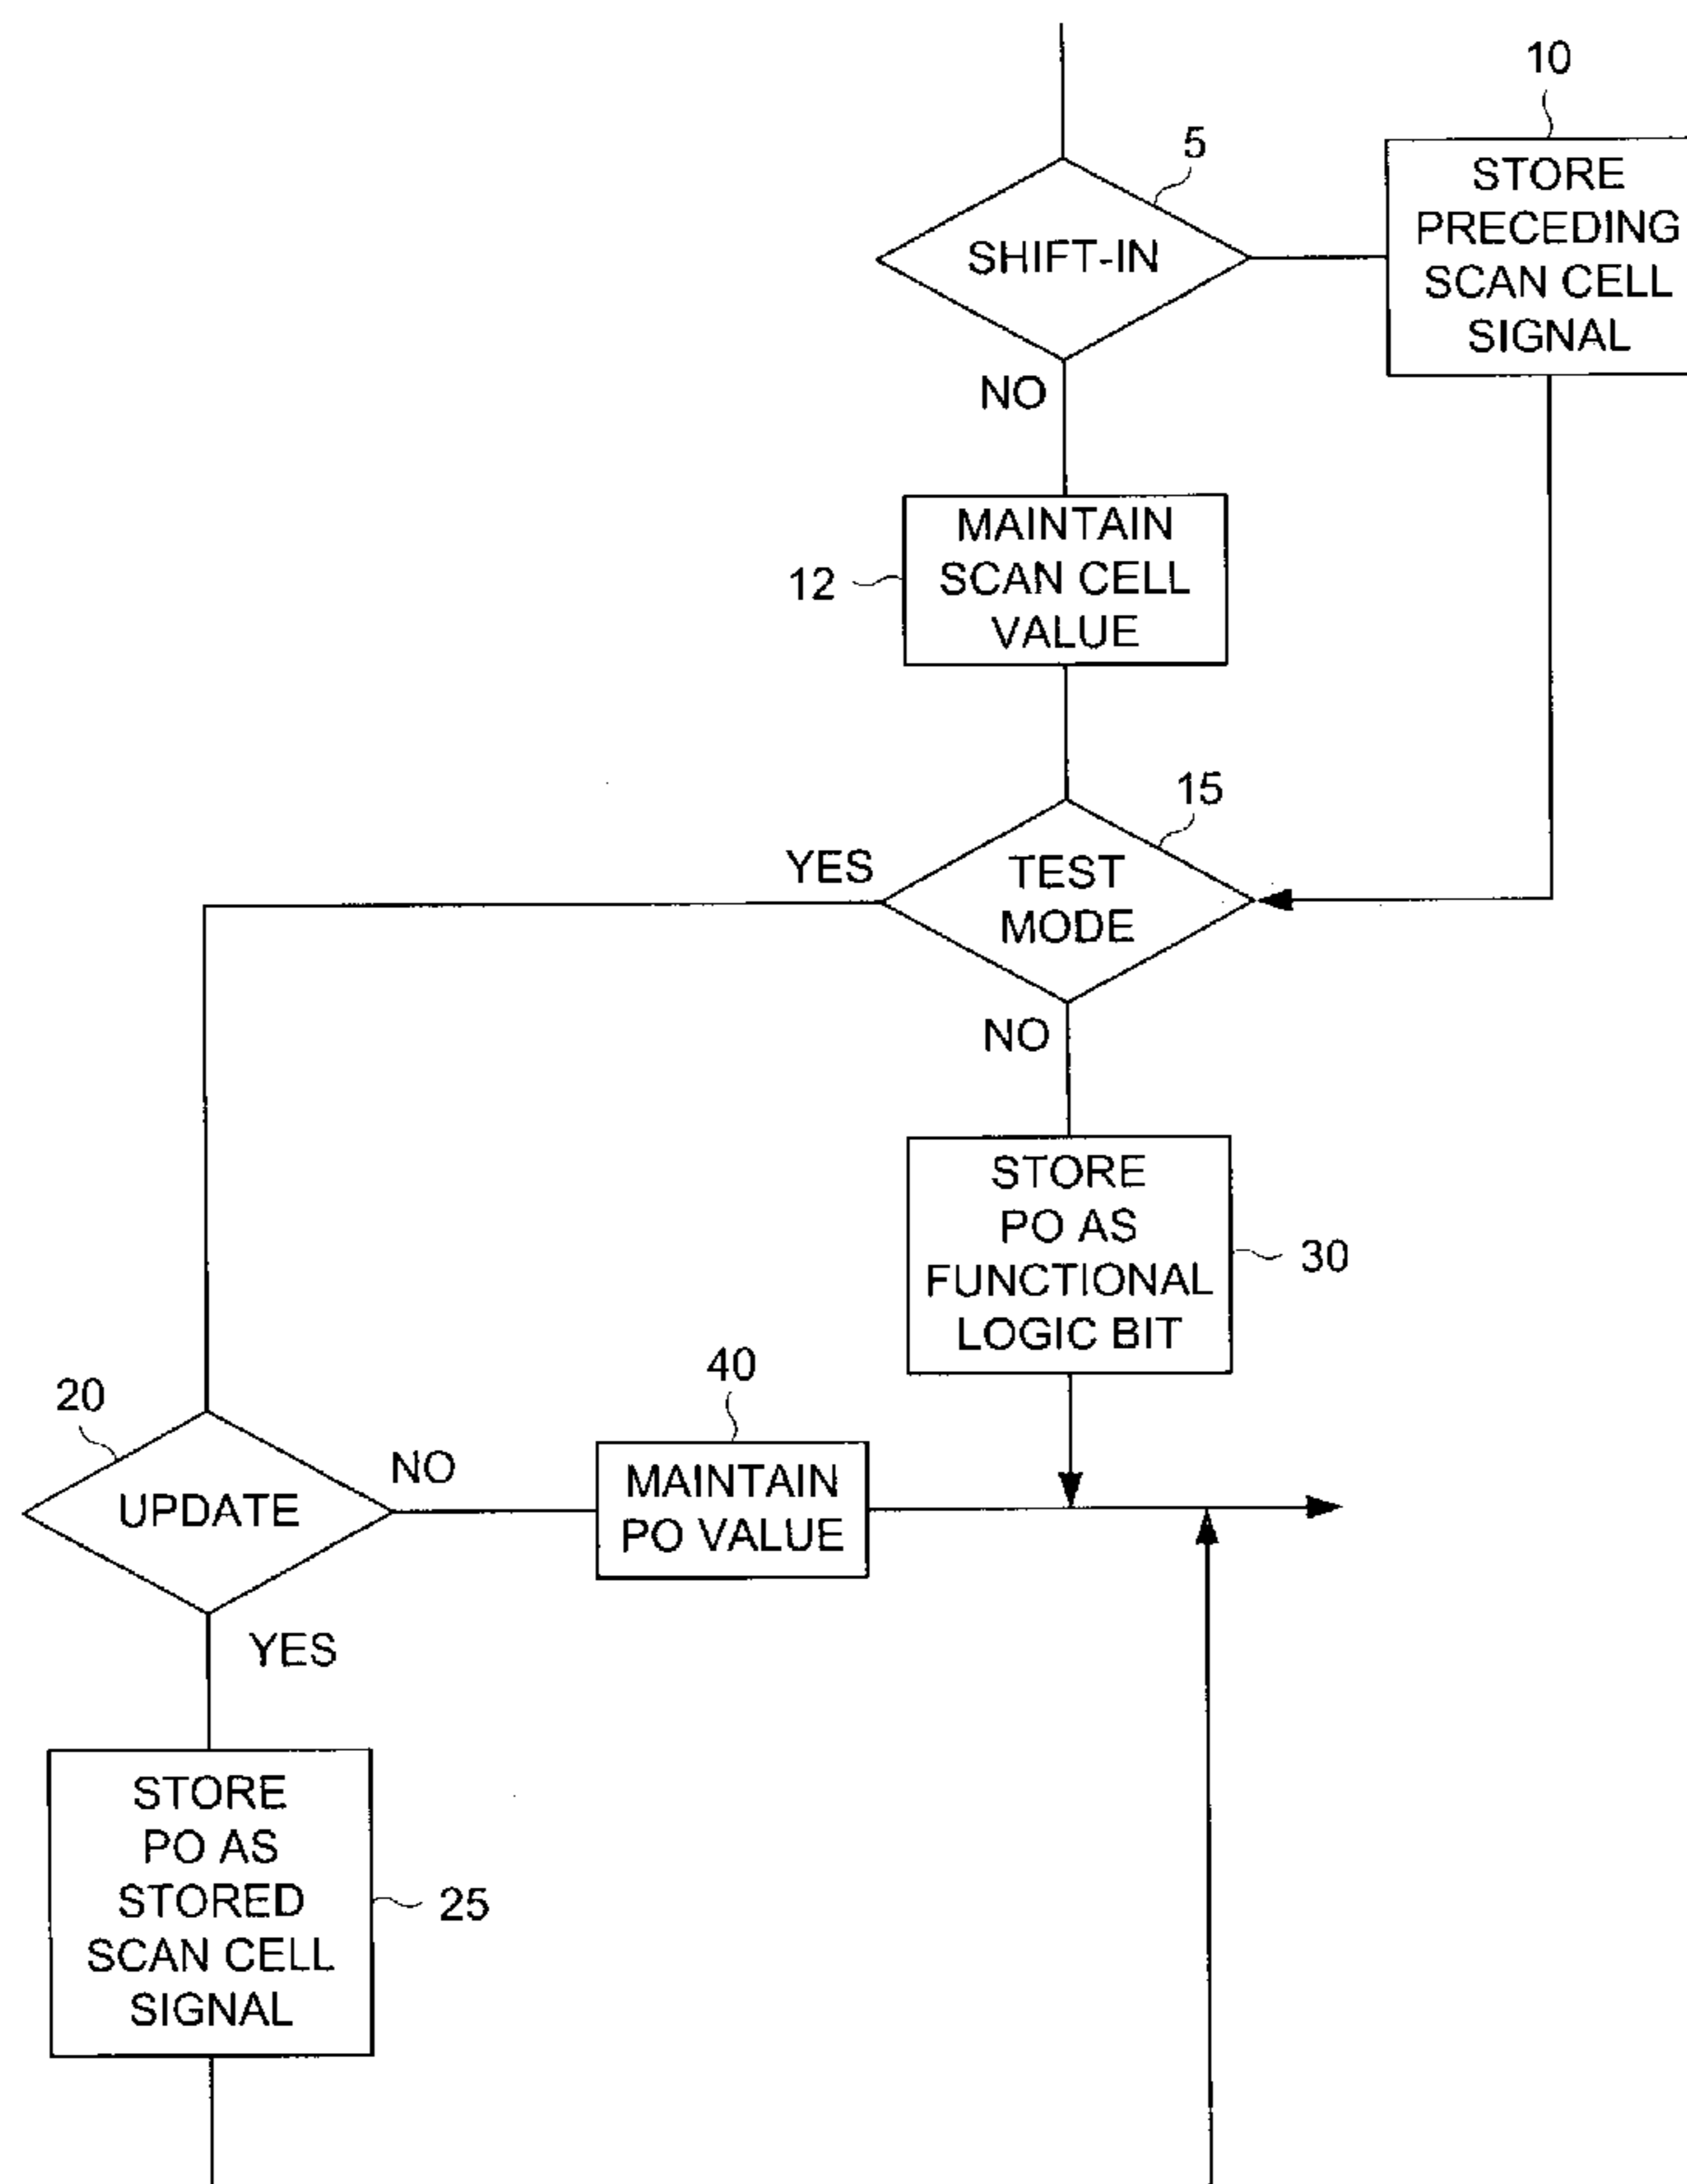 10
5
STORE
PRECEDING
SCAN CELL
SIGNAL
SHIFT-IN
NO
MAINTAIN
SCAN CELL
VALUE
12
15
YES
TEST
MODE
NO
STORE
PO AS
FUNCTIONAL
LOGIC BIT
30
40
20
NO
MAINTAIN
PO VALUE
UPDATE
YES
STORE
PO AS
STORED
SCAN CELL
SIGNAL
25